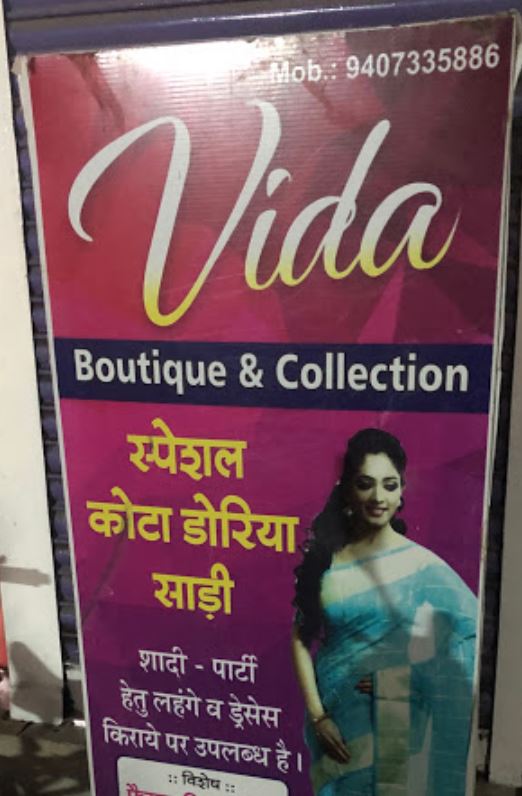 Mob.: 9407335886
Vida
Boutique & Collection
स्पेशल
कोटा डोरिया
साड़ी
शादी - पार्टी
हेतु लहंगे व ड्रेसेस
किराये पर उपलब्ध है।
:: विशेष ::